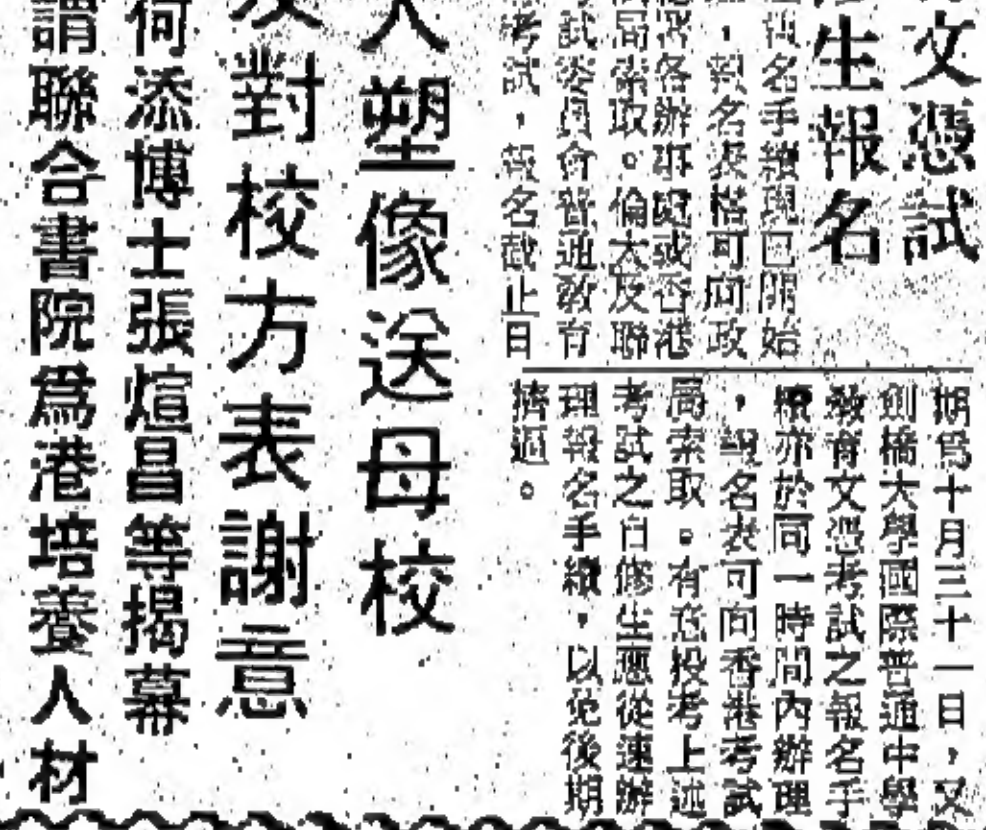 文憑試
生報名
名手續現已開始
，報名表格可向政
各辦事處或香港
局索取。倫大及聯
試委員會普通教育
考試，報名截止日
期為十月三十一日，又
劍橋大學國際普通中學
教育文憑考試之報名手
續亦於同一時間內辦理
，報名表可向香港考試
局索取。有意投考上述
考試之自修生應從速辦
理報名手續，以免後期
擠逼。
人塑像送母校
對校方表謝意
何添博士張煊昌等揭幕
謂聯合書院爲港培養人材